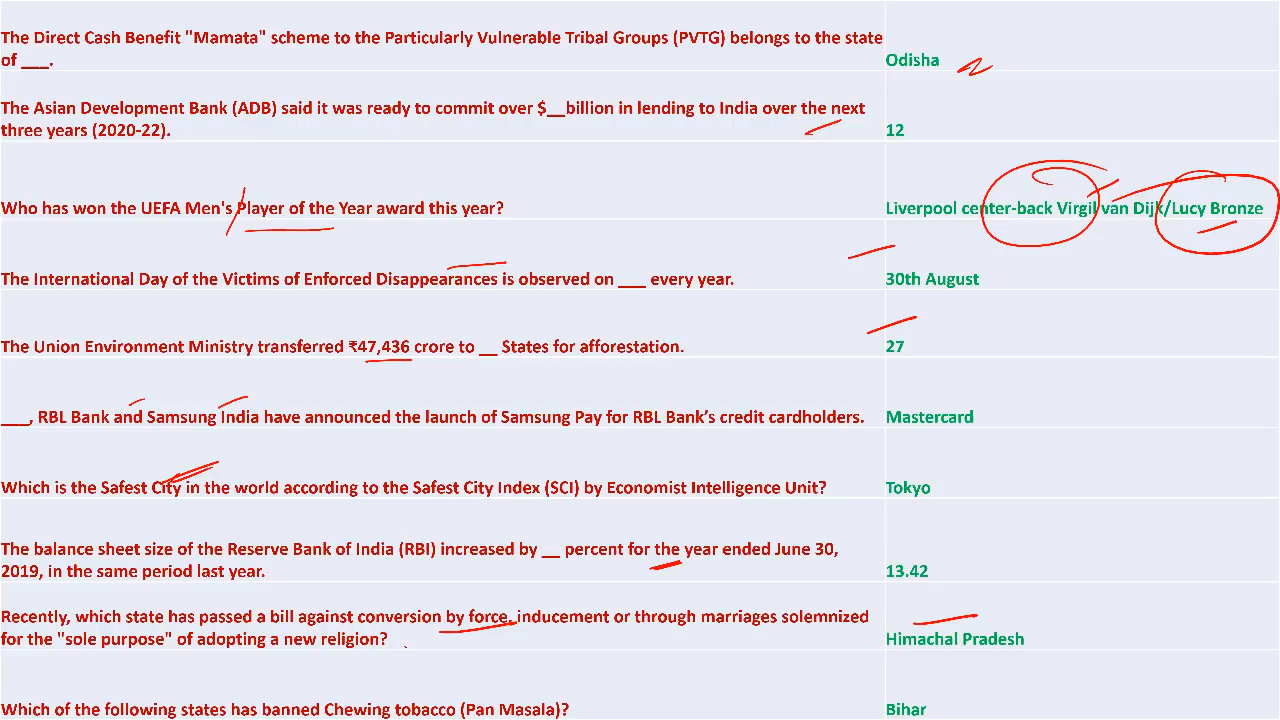 The Direct Cash Benefit "Mamata" scheme to the Particularly Vulnerable Tribal Groups (PVTG) belongs to the state
of ___.
Odisha
The Asian Development Bank (ADB) said it was ready to commit over $__billion in lending to India over the next
three years (2020-22).
12
Who has won the UEFA Men's Player of the Year award this year?
Liverpool center-back Virgil van Dijk/Lucy Bronze
The International Day of the Victims of Enforced Disappearances is observed on ___ every year.
30th August
The Union Environment Ministry transferred ₹47,436 crore to __ States for afforestation.
27
___, RBL Bank and Samsung India have announced the launch of Samsung Pay for RBL Bank’s credit cardholders.
Mastercard
Which is the Safest City in the world according to the Safest City Index (SCI) by Economist Intelligence Unit?
Tokyo
The balance sheet size of the Reserve Bank of India (RBI) increased by __ percent for the year ended June 30,
2019, in the same period last year.
13.42
Recently, which state has passed a bill against conversion by force, inducement or through marriages solemnized
for the "sole purpose" of adopting a new religion?
Himachal Pradesh
Which of the following states has banned Chewing tobacco (Pan Masala)?
Bihar